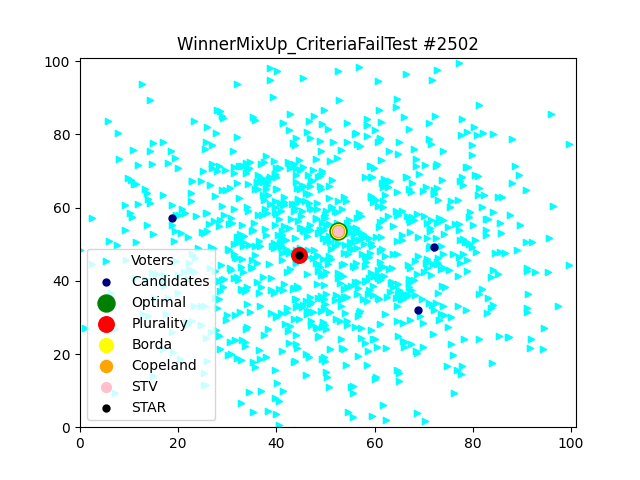 WinnerMixUp_CriteriaFailTest #2502
100
80
60
40
20
0
Voters
Candidates
Optimal
Plurality
Borda
Copeland
STV
STAR
0 20 40 60 80 100